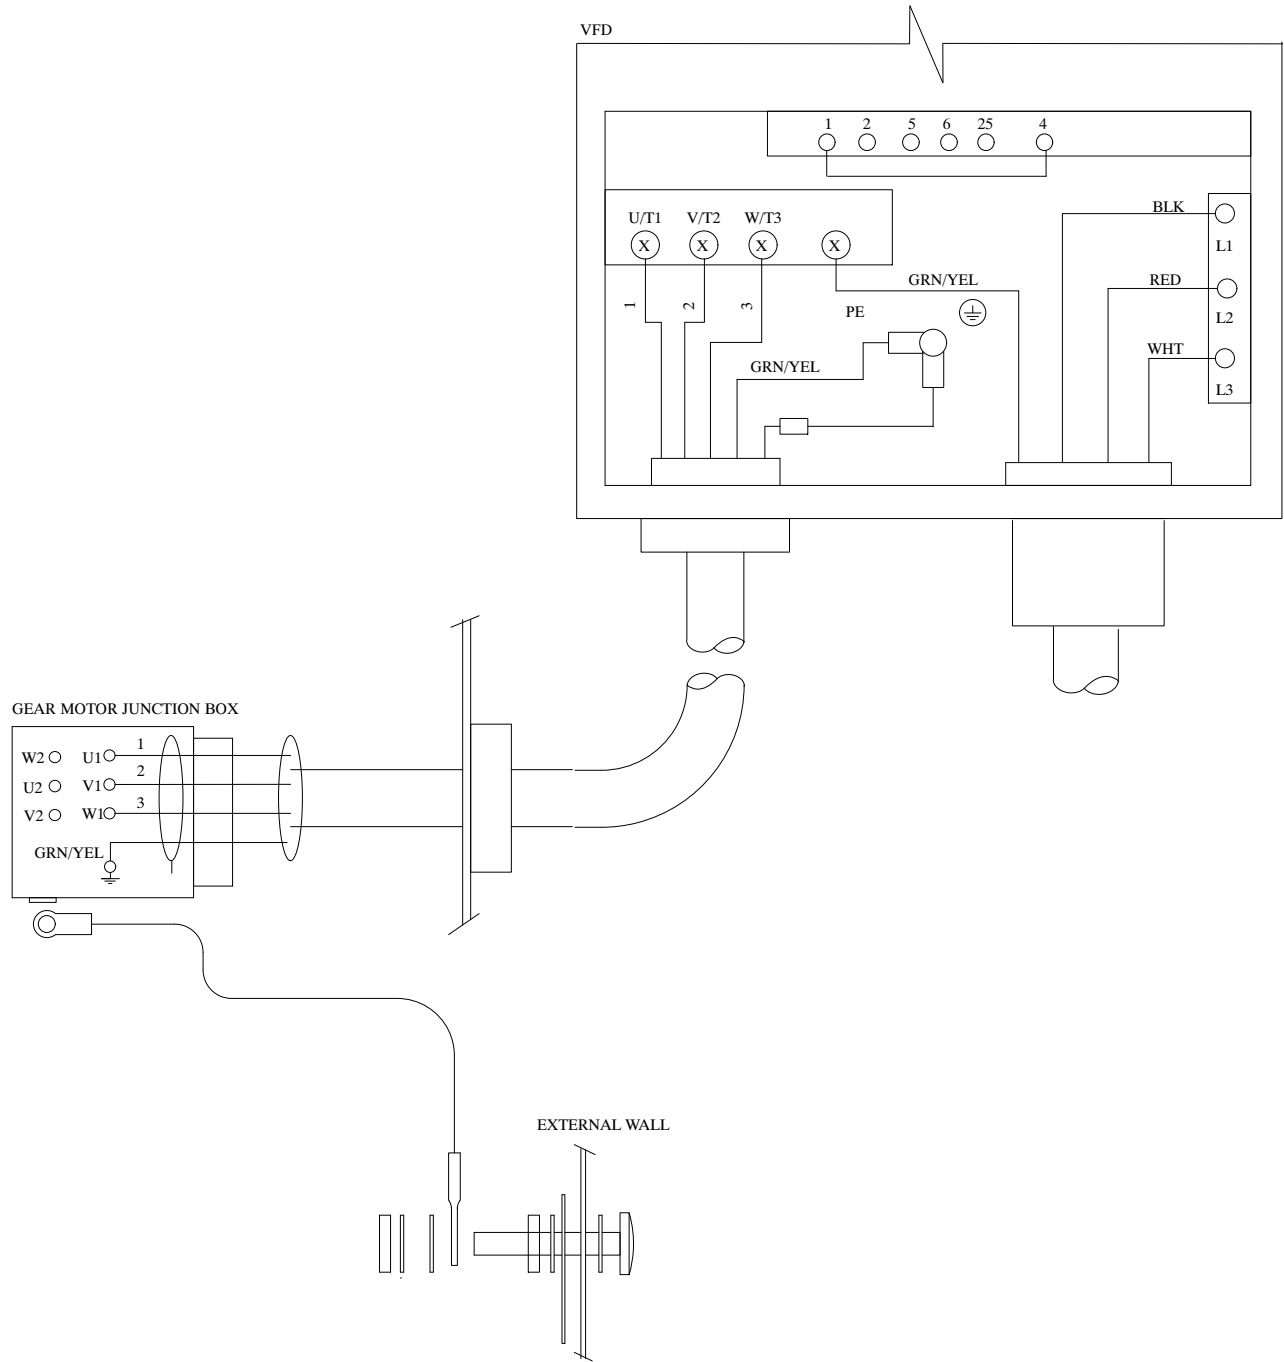 VFD
1 2 5 6 25 4
U/T1 V/T2 W/T3
X X X X
BLK
L1
RED
L2
WHT
L3
GRN/YEL
1 2 3
PE
GRN/YEL
GEAR MOTOR JUNCTION BOX
W2 U1 1
U2 V1 2
V2 W1 3
GRN/YEL
EXTERNAL WALL